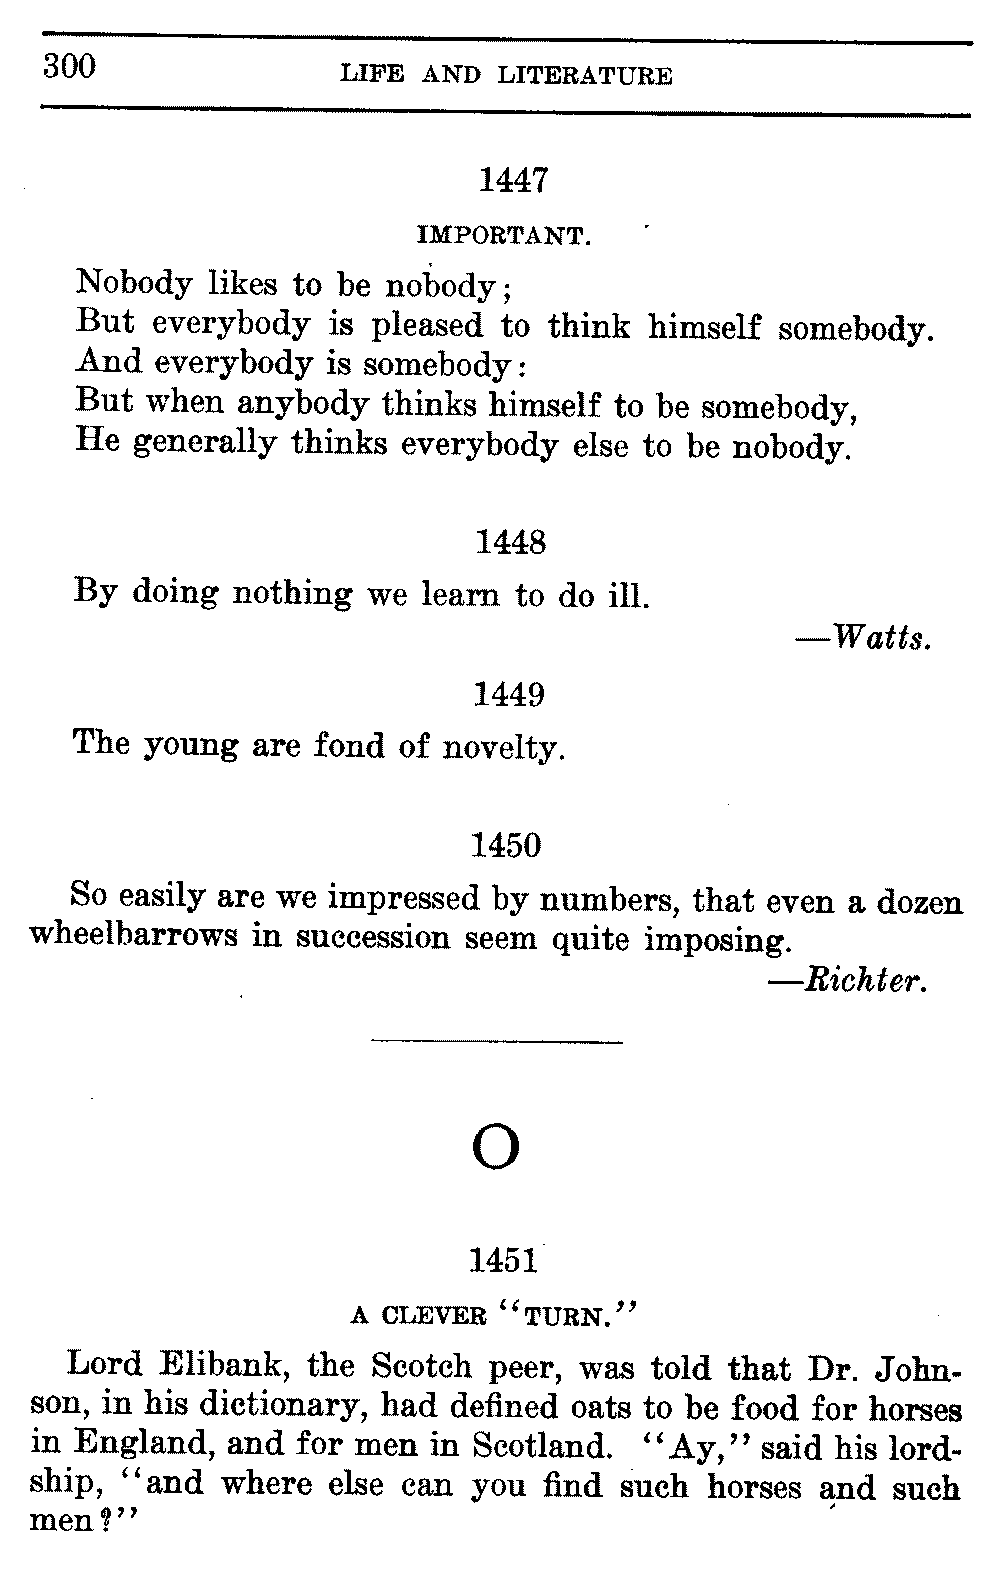 300
LIFE AND LITERATURE
1447
IMPORTANT.
Nobody likes to be nobody;
But everybody is pleased to think himself somebody.
And everybody is somebody:
But when anybody thinks himself to be somebody,
He generally thinks everybody else to be nobody.
1448
By doing nothing we learn to do ill.
—Watts.
1449
The young are fond of novelty.
1450
So easily are we impressed by numbers, that even a dozen
wheelbarrows in succession seem quite imposing.
—Richter.
O
1451
A CLEVER "TURN."
Lord Elibank, the Scotch peer, was told that Dr. John-
son, in his dictionary, had defined oats to be food for horses
in England, and for men in Scotland. "Ay," said his lord-
ship, "and where else can you find such horses and such
men?"